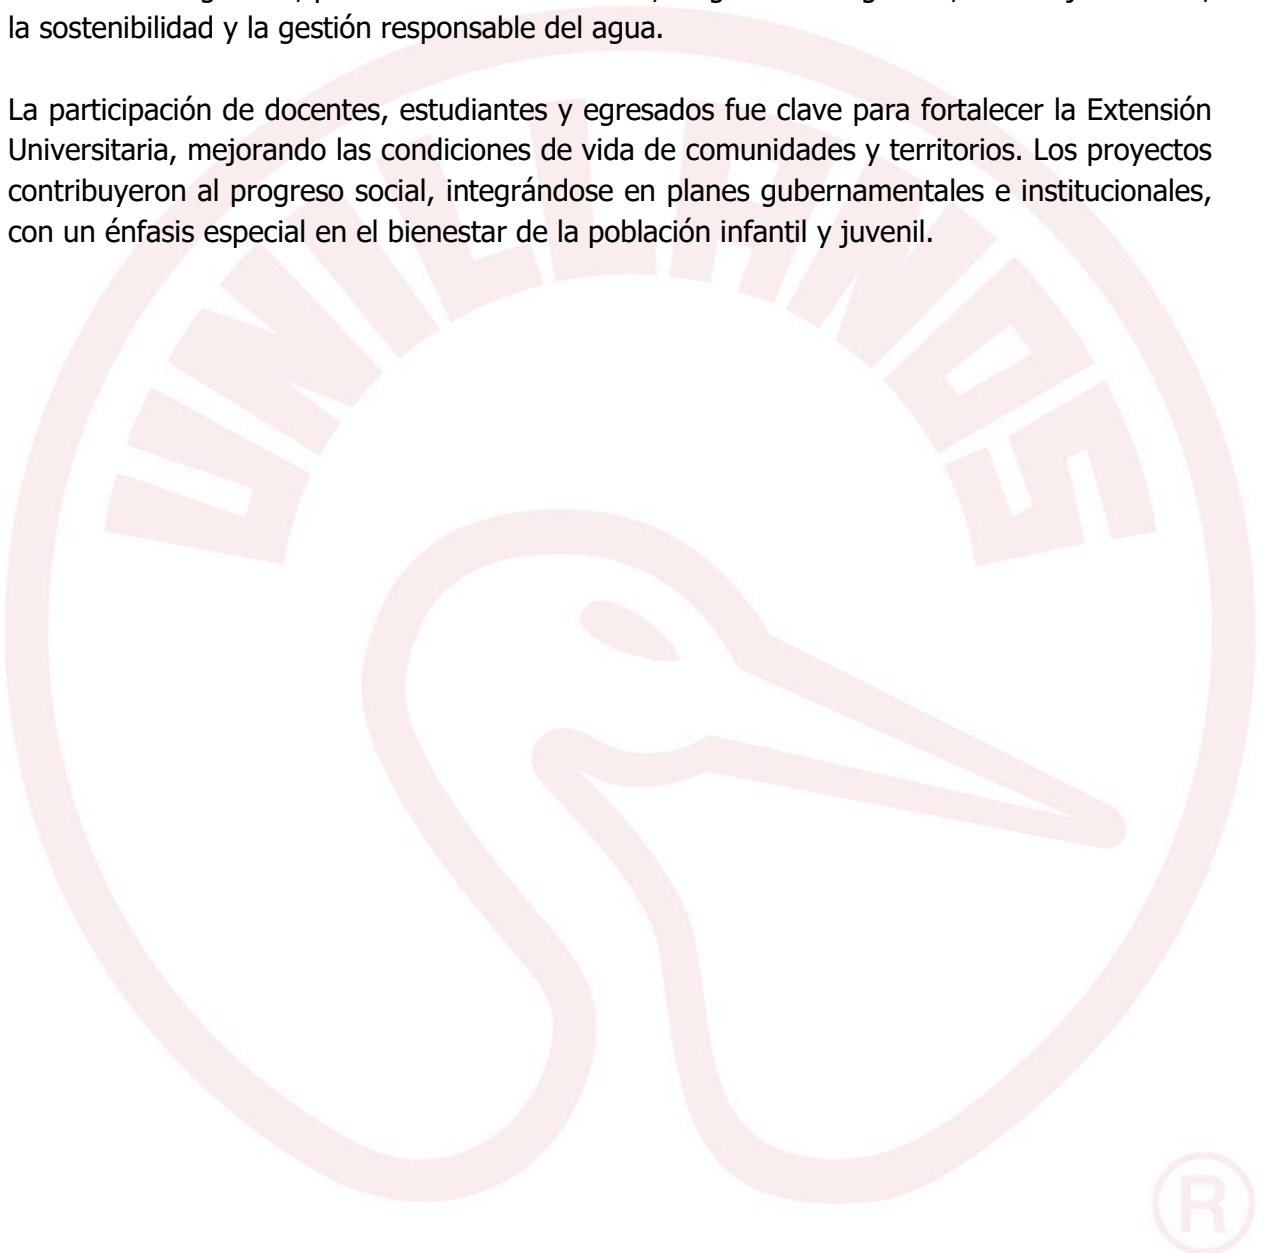 la sostenibilidad y la gestión responsable del agua.
La participación de docentes, estudiantes y egresados fue clave para fortalecer la Extensión
Universitaria, mejorando las condiciones de vida de comunidades y territorios. Los proyectos
contribuyeron al progreso social, integrándose en planes gubernamentales e institucionales,
con un énfasis especial en el bienestar de la población infantil y juvenil.
UNILLANOS
®